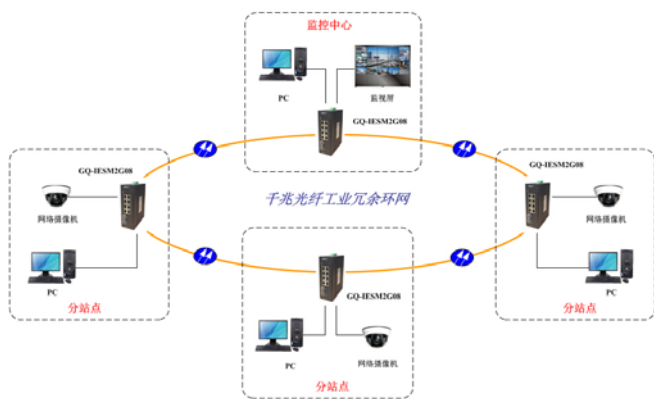 监控中心
PC
监视屏
GQ-IESM2G08
GQ-IESM2G08
网络摄像机
PC
分站点
千兆光纤工业冗余环网
GQ-IESM2G08
网络摄像机
PC
分站点
GQ-IESM2G08
PC
网络摄像机
分站点